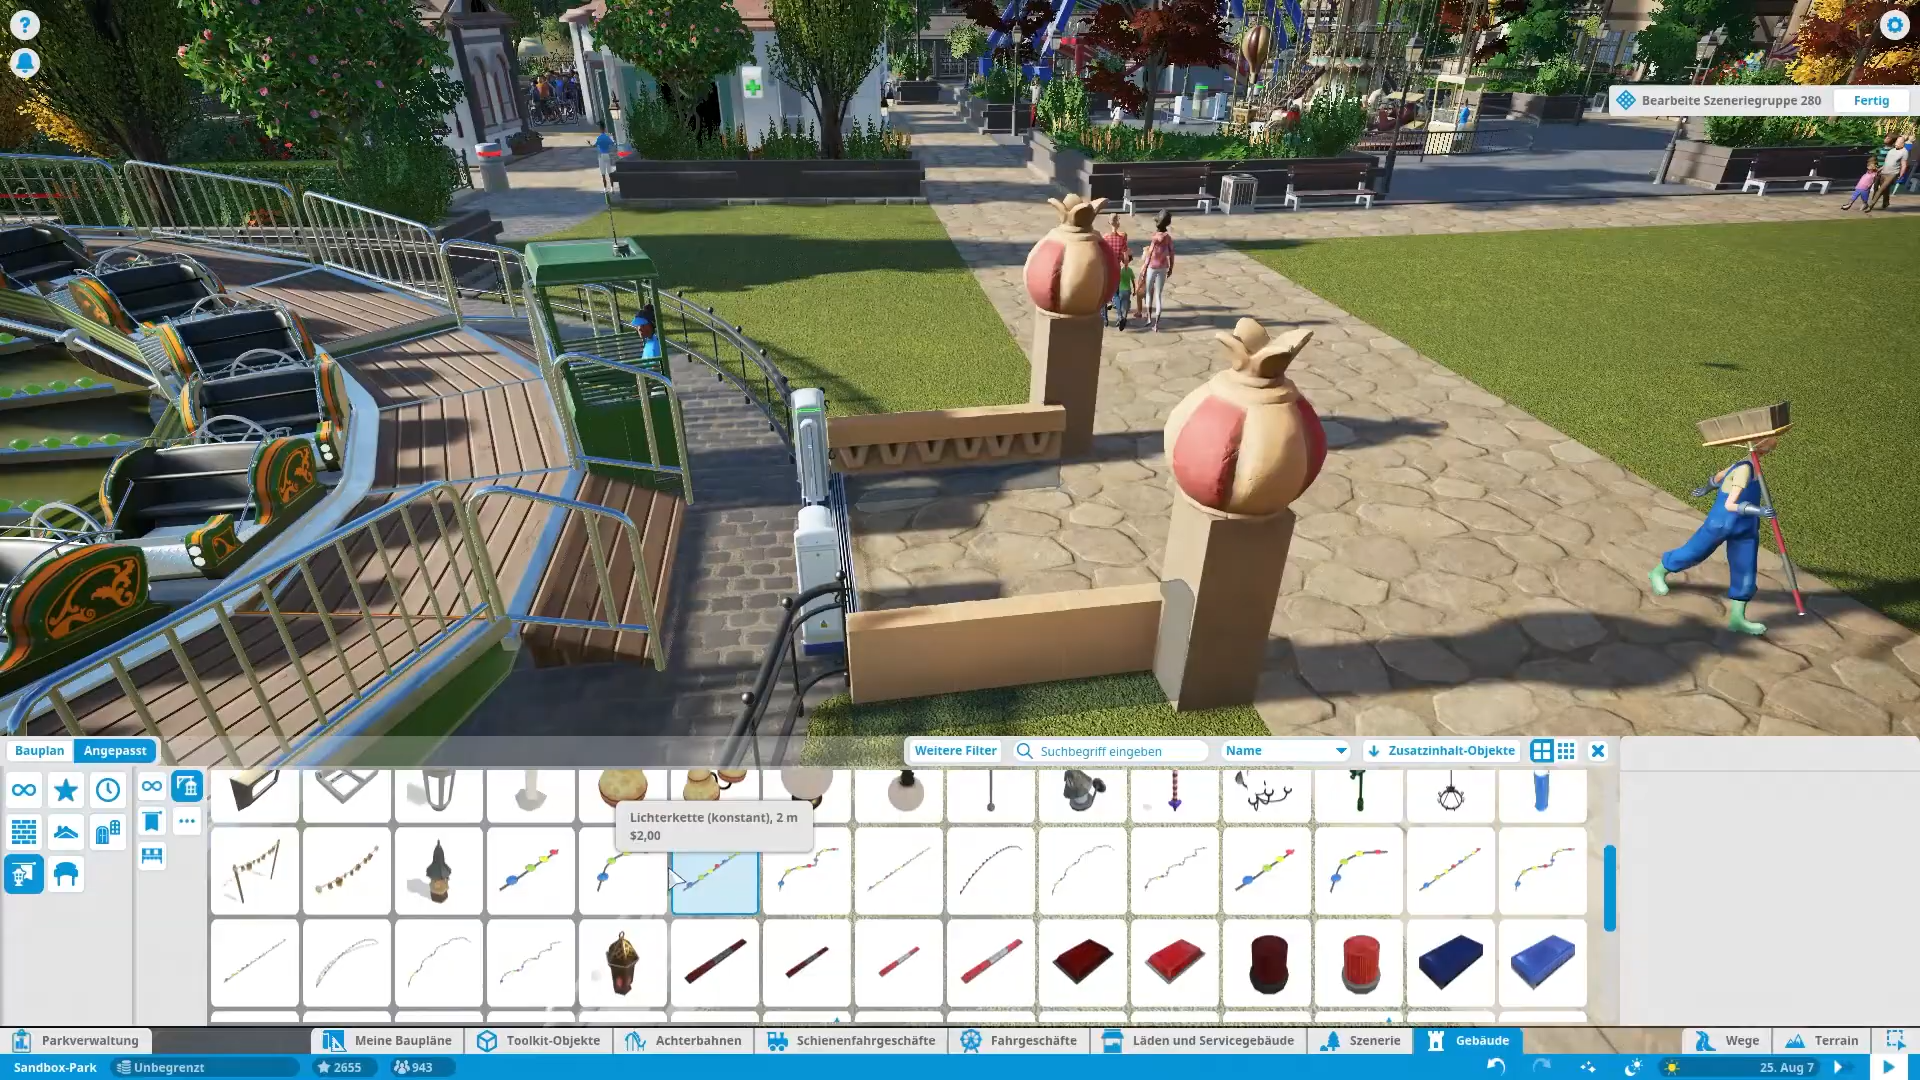 ?
Bearbeite Szeneriegruppe 280
Fertig
Bauplan
Angepasst
Weitere Filter
Suchbegriff eingeben
Name
Zusatzinhalt-Objekte
Lichterkette (konstant), 2 m
$2,00
Parkverwaltung
Meine Baupläne
Toolkit-Objekte
Achterbahnen
Schienenfahrgeschäfte
Fahrgeschäfte
Läden und Servicegebäude
Szenerie
Gebäude
Wege
Terrain
Sandbox-Park
Unbegrenzt
2655
943
25. Aug 7